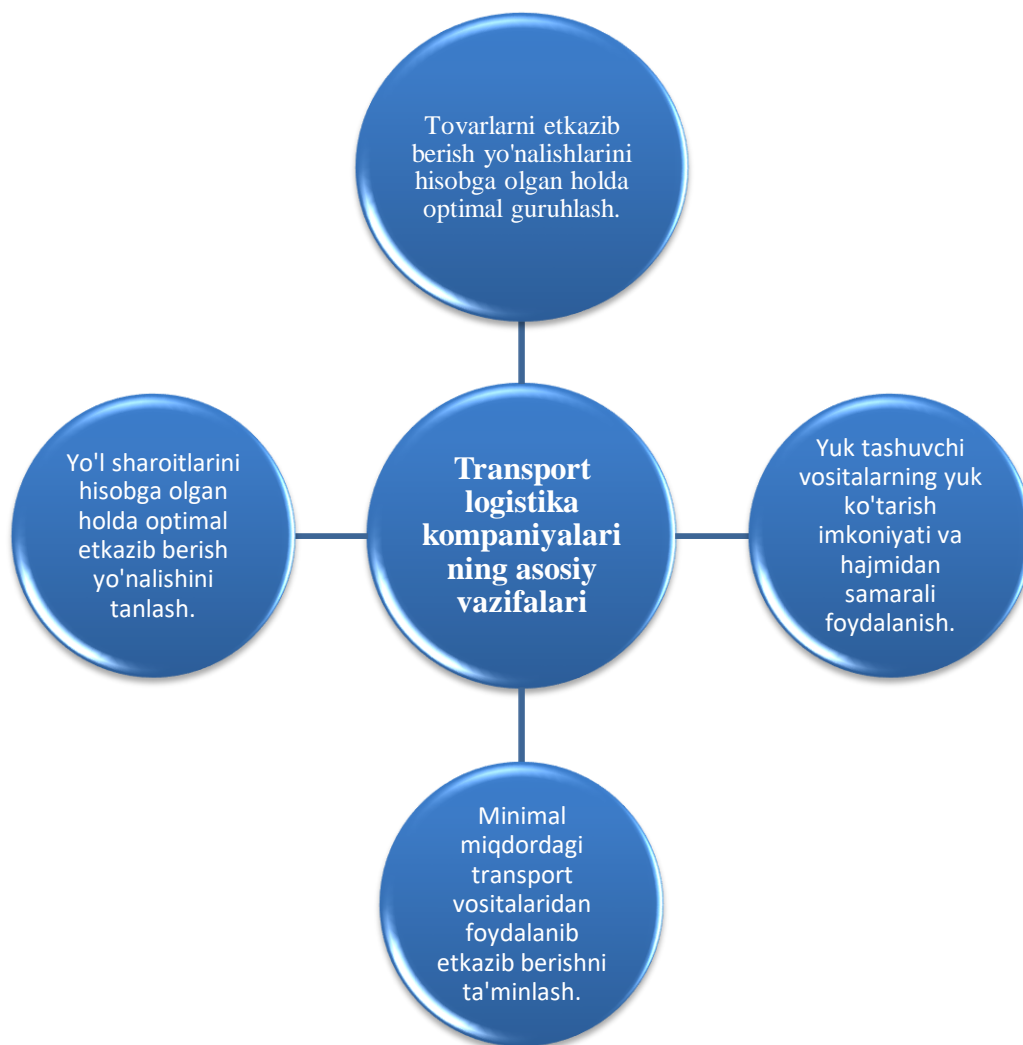 Tovarlarni etkazib
berish yo'nalishlarini
hisobga olgan holda
optimal guruhlash.
Yo'l sharoitlarini
hisobga olgan
holda optimal
etkazib berish
yo'nalishini
tanlash.
Transport
logistika
kompaniyalari
ning asosiy
vazifalari
Yuk tashuvchi
vositalarning yuk
ko'tarish
imkoniyati va
hajmidan
samarali
foydalanish.
Minimal
miqdordagi
transport
vositalaridan
foydalanib
etkazib berishni
ta'minlash.